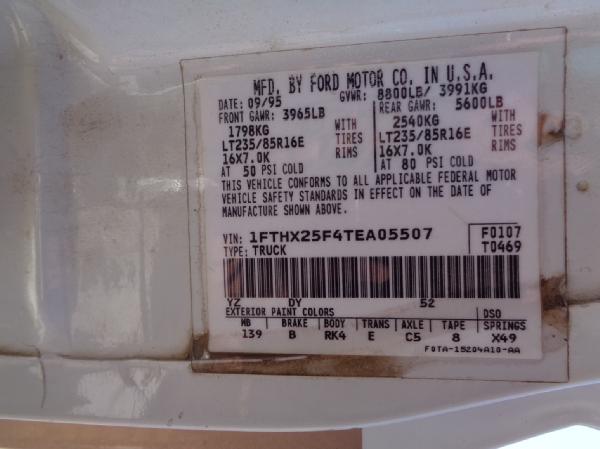 MFD. BY FORD MOTOR CO. IN U.S.A.
DATE: 09/95 GVWR: 8800LB/ 3991KG
FRONT GAWR: 3965LB REAR GAWR: 5600LB
1798KG WITH 2540KG WITH
LT235/85R16E TIRES LT235/85R16E TIRES
16X7.0K RIMS 16X7.0K RIMS
AT 50 PSI COLD AT 80 PSI COLD
THIS VEHICLE CONFORMS TO ALL APPLICABLE FEDERAL MOTOR
VEHICLE SAFETY STANDARDS IN EFFECT ON THE DATE OF
MANUFACTURE SHOWN ABOVE.
VIN: 1FTHX25F4TEA05507 F0107
TYPE: TRUCK T0469
YZ DY 52
EXTERIOR PAINT COLORS DSO
WB BRAKE BODY TRANS AXLE TAPE SPRINGS
139 B RK4 E C5 8 X49
F0TA-15204A10-AA